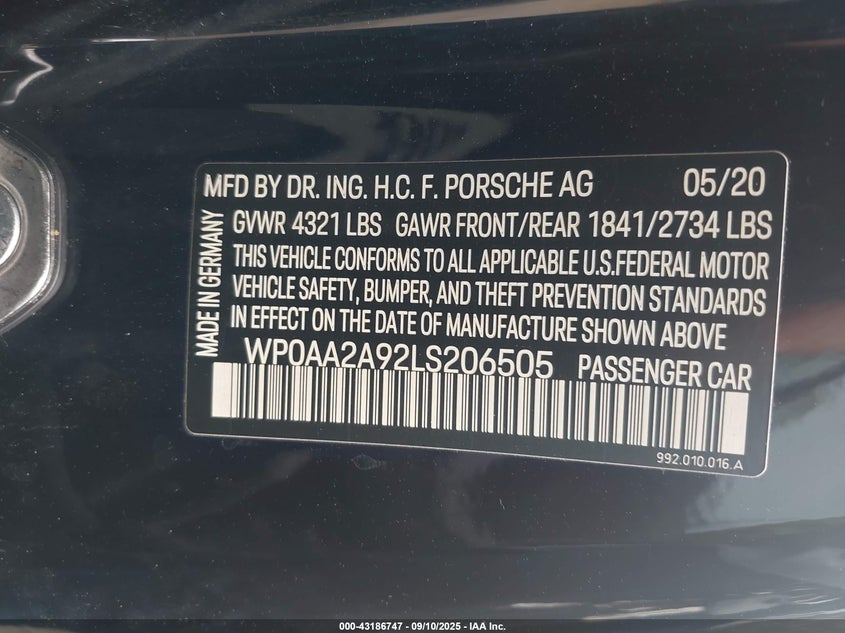 MFD BY DR. ING. H.C. F. PORSCHE AG 05/20
GVWR 4321 LBS GAWR FRONT/REAR 1841/2734 LBS
THIS VEHICLE CONFORMS TO ALL APPLICABLE U.S.FEDERAL MOTOR
VEHICLE SAFETY, BUMPER, AND THEFT PREVENTION STANDARDS
IN EFFECT ON THE DATE OF MANUFACTURE SHOWN ABOVE
MADE IN GERMANY
WP0AA2A92LS206505 PASSENGER CAR
992.010.016.A
000-43186747 - 09/10/2025 - IAA Inc.